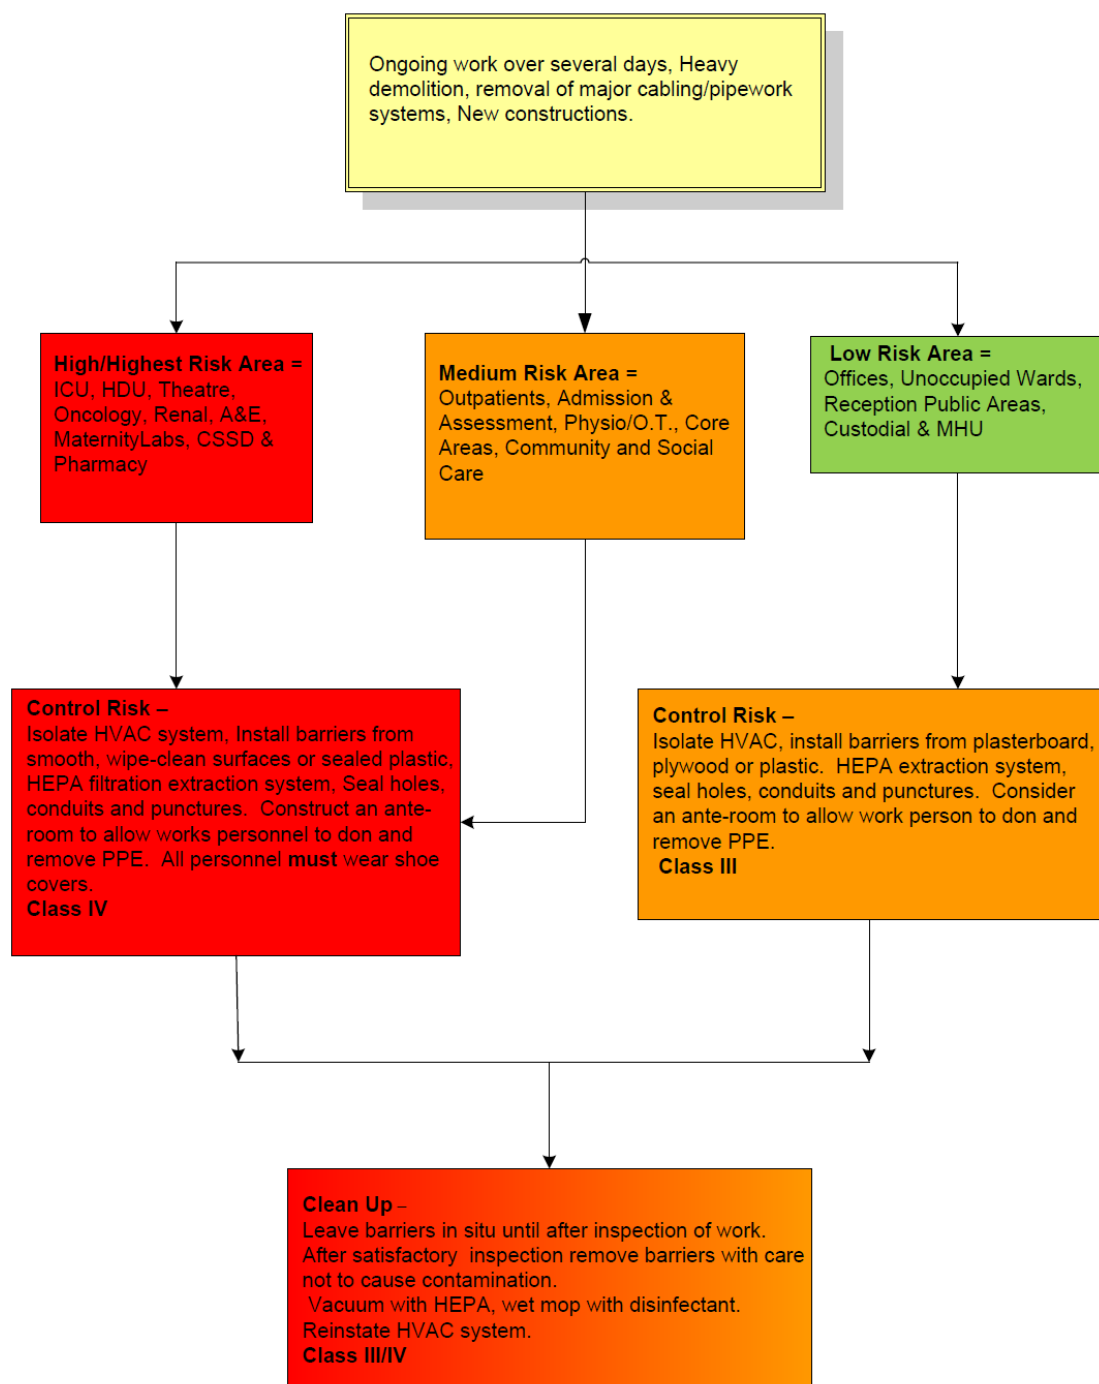 Ongoing work over several days, Heavy
demolition, removal of major cabling/pipework
systems, New constructions.
High/Highest Risk Area =
ICU, HDU, Theatre,
Oncology, Renal, A&E,
MaternityLabs, CSSD &
Pharmacy
Medium Risk Area =
Outpatients, Admission &
Assessment, Physio/O.T., Core
Areas, Community and Social
Care
Low Risk Area =
Offices, Unoccupied Wards,
Reception Public Areas,
Custodial & MHU
Control Risk –
Isolate HVAC system, Install barriers from
smooth, wipe-clean surfaces or sealed plastic,
HEPA filtration extraction system, Seal holes,
conduits and punctures. Construct an ante-
room to allow works personnel to don and
remove PPE. All personnel must wear shoe
covers.
Class IV
Control Risk –
Isolate HVAC, install barriers from plasterboard,
plywood or plastic. HEPA extraction system,
seal holes, conduits and punctures. Consider
an ante-room to allow work person to don and
remove PPE.
Class III
Clean Up –
Leave barriers in situ until after inspection of work.
After satisfactory inspection remove barriers with care
not to cause contamination.
Vacuum with HEPA, wet mop with disinfectant.
Reinstate HVAC system.
Class III/IV